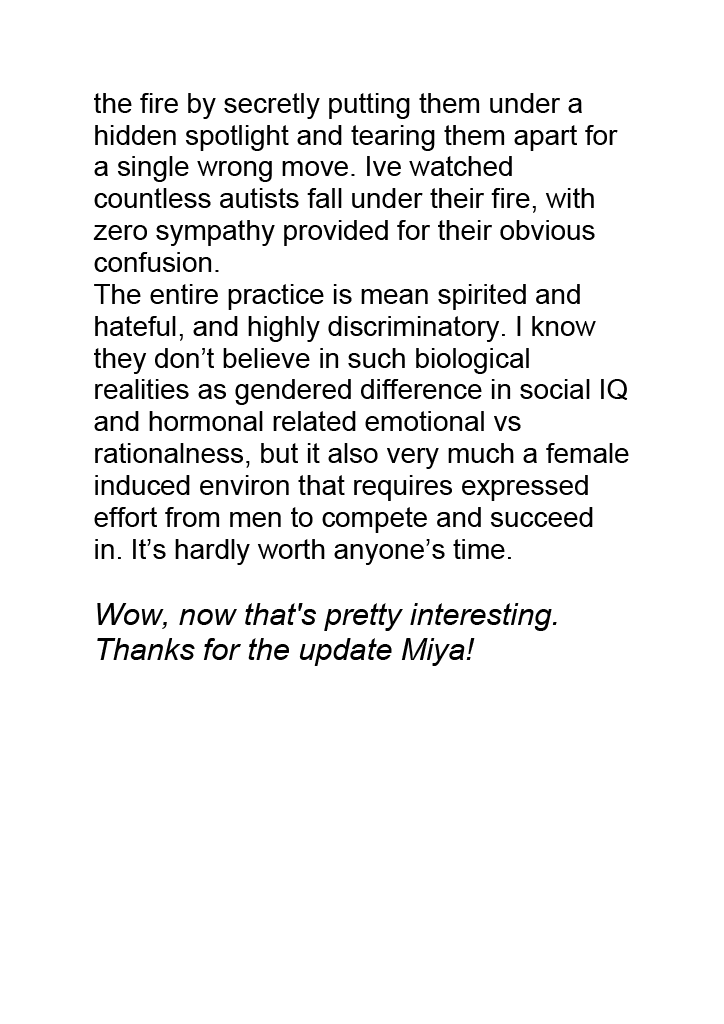 the fire by secretly putting them under a
hidden spotlight and tearing them apart for
a single wrong move. Ive watched
countless autists fall under their fire, with
zero sympathy provided for their obvious
confusion.
The entire practice is mean spirited and
hateful, and highly discriminatory. I know
they don’t believe in such biological
realities as gendered difference in social IQ
and hormonal related emotional vs
rationalness, but it also very much a female
induced environ that requires expressed
effort from men to compete and succeed
in. It’s hardly worth anyone’s time.
Wow, now that's pretty interesting.
Thanks for the update Miya!